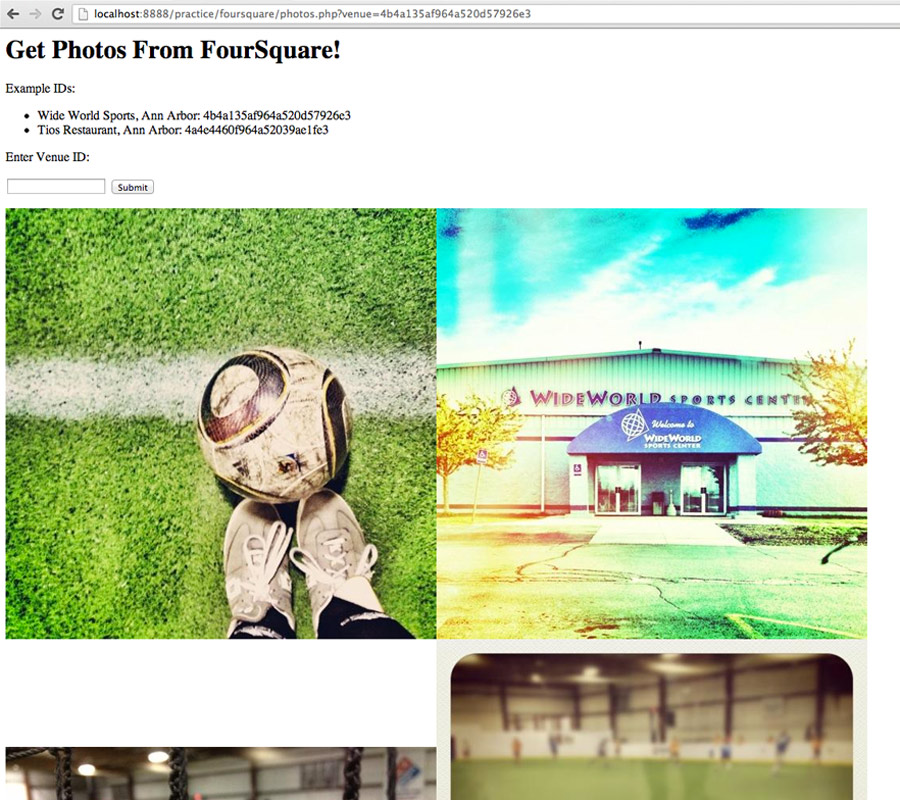 localhost:8888/practice/foursquare/photos.php?venue=4b4a135af964a520d57926e3
Get Photos From FourSquare!
Example IDs:
Wide World Sports, Ann Arbor: 4b4a135af964a520d57926e3
Tios Restaurant, Ann Arbor: 4a4e4460f964a52039ae1fe3
Enter Venue ID:
Submit
WIDEWORLD SPORTS CENTER
Welcome to
WIDEWORLD
SPORTS CENTER